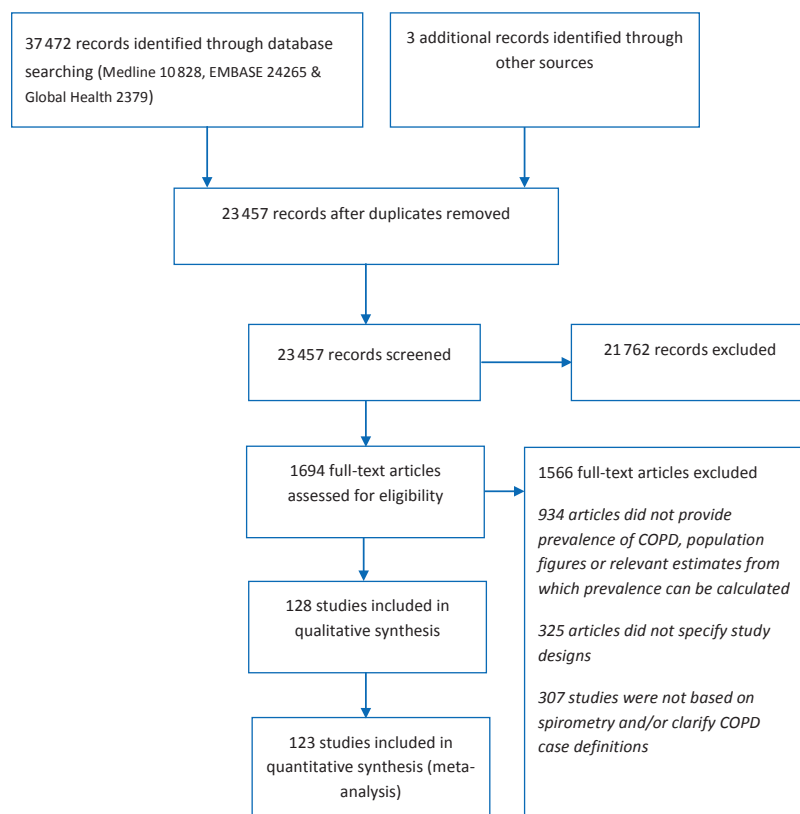 37 472 records identified through database
searching (Medline 10 828, EMBASE 24265 &
Global Health 2379)
3 additional records identified through
other sources
23 457 records after duplicates removed
23 457 records screened
21 762 records excluded
1694 full-text articles
assessed for eligibility
1566 full-text articles excluded
934 articles did not provide
prevalence of COPD, population
figures or relevant estimates from
which prevalence can be calculated
325 articles did not specify study
designs
307 studies were not based on
spirometry and/or clarify COPD
case definitions
128 studies included in
qualitative synthesis
123 studies included in
quantitative synthesis (meta-
analysis)